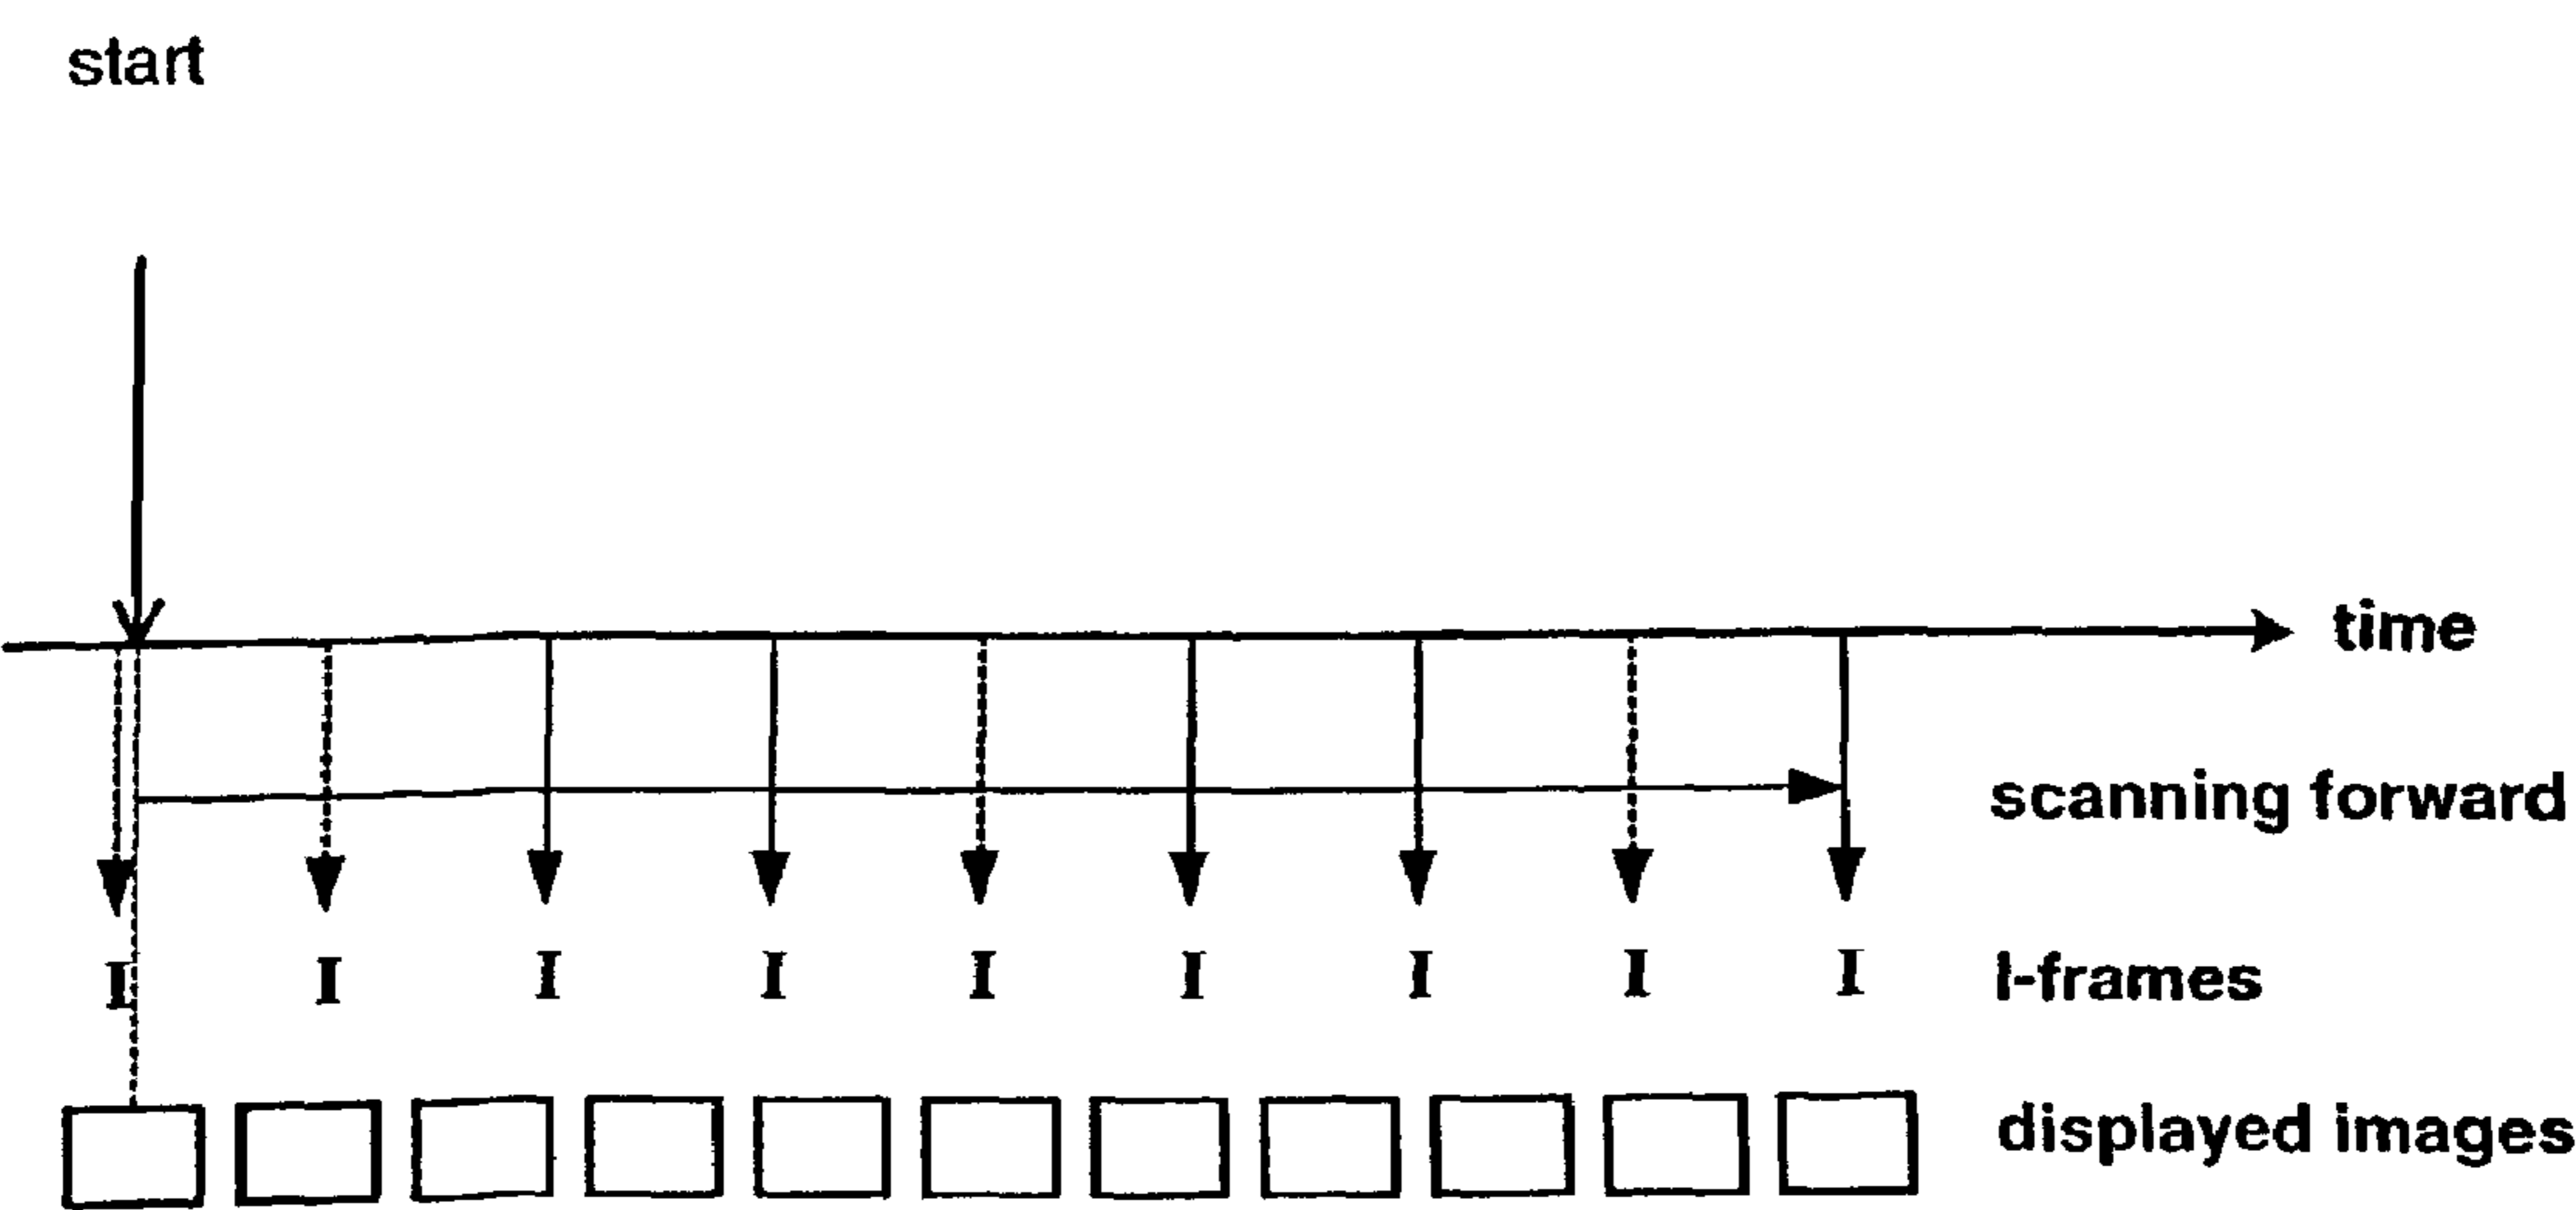 start
time
scanning forward
I I I I I I I I I I-frames
displayed images